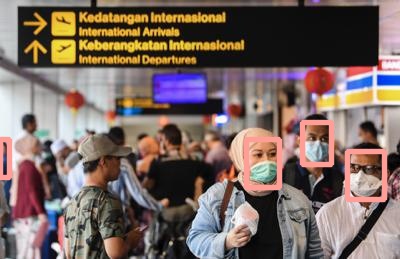 Kedatangan Internasional
International Arrivals
Keberangkatan Internasional
International Departures